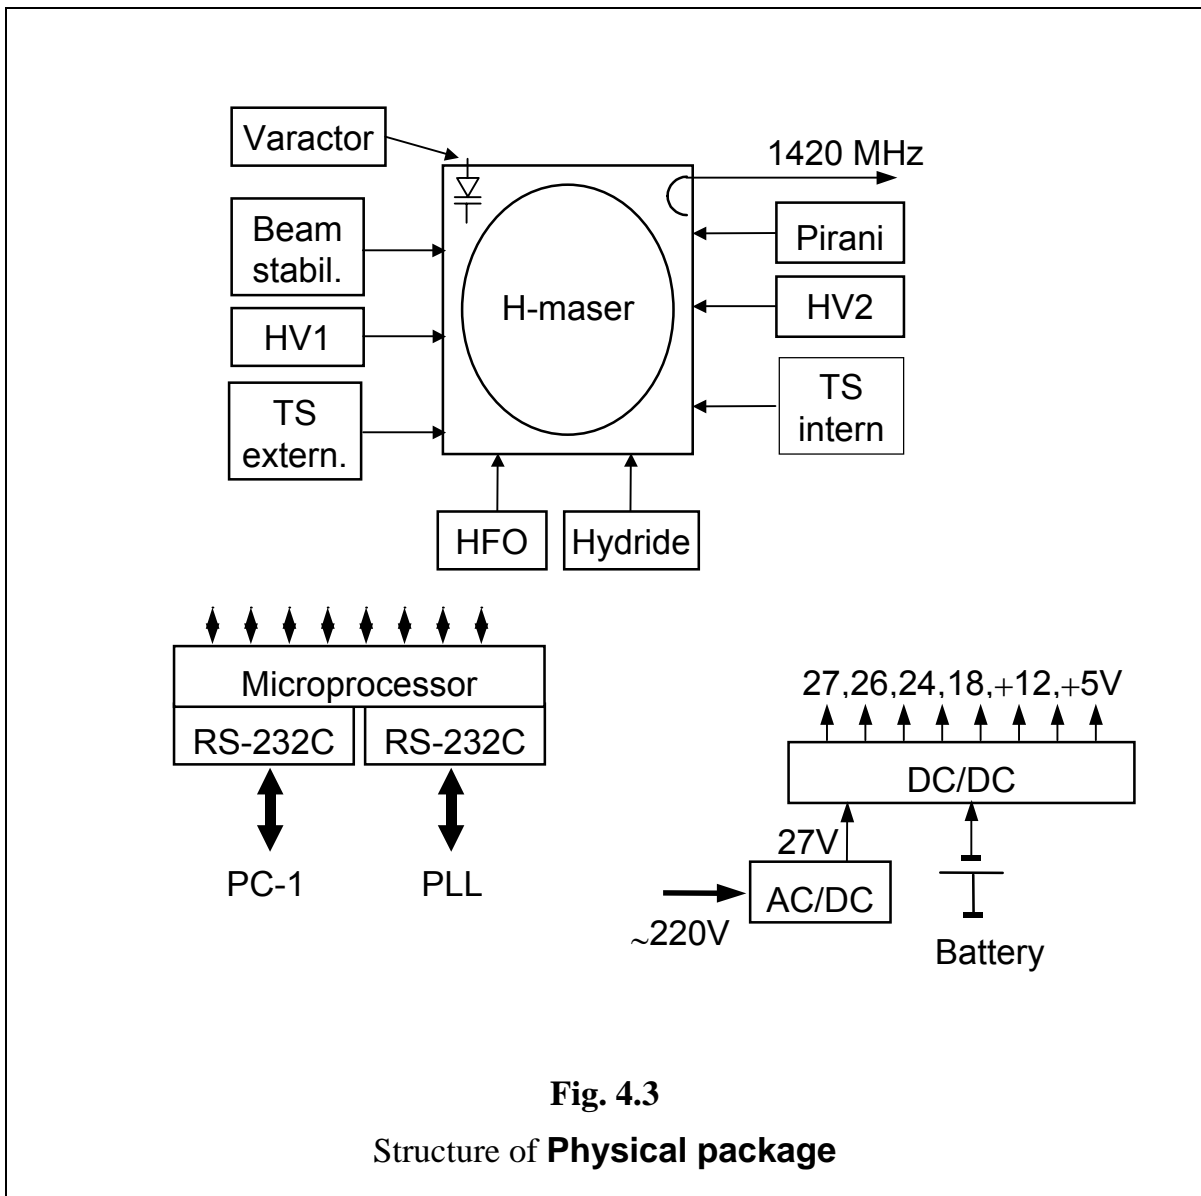 Varactor
1420 MHz
Beam
stabil.
Pirani
HV1
H-maser
HV2
TS
extern.
TS
intern
HFO
Hydride
Microprocessor
RS-232C
RS-232C
PC-1
PLL
27,26,24,18,+12,+5V
DC/DC
27V
AC/DC
~220V
Battery
Fig. 4.3
Structure of Physical package